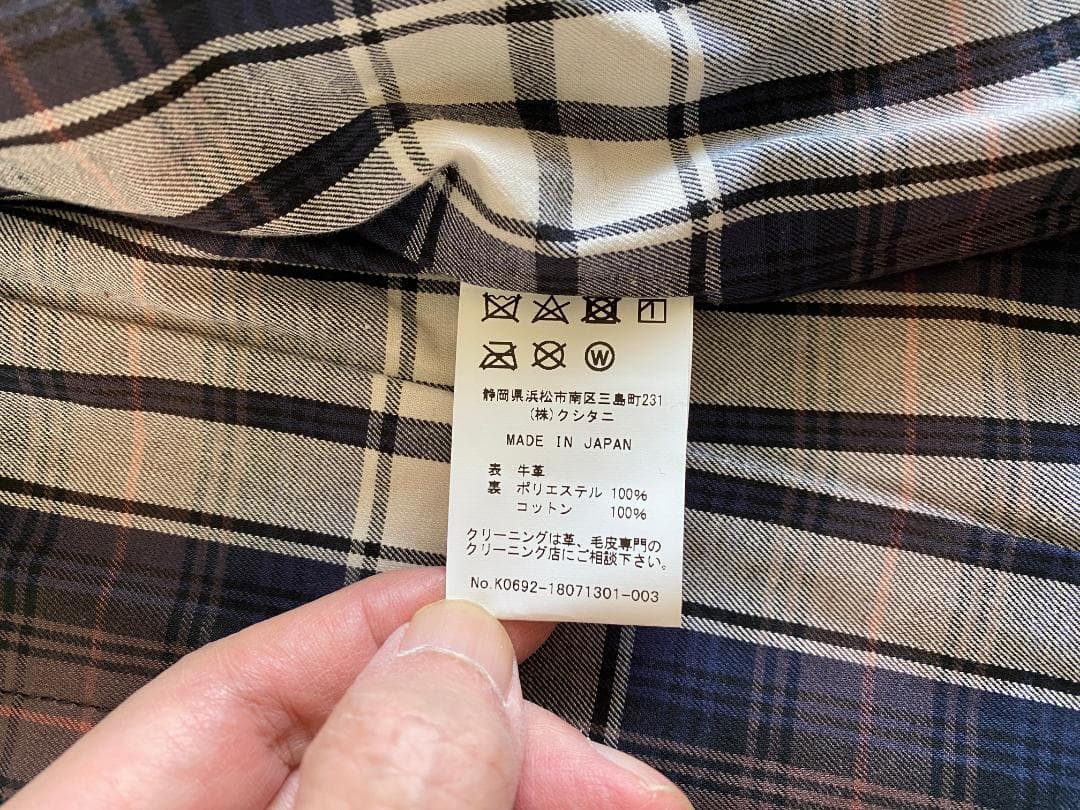 W
静岡県浜松市南区三島町231
(株)クシタニ
MADE IN JAPAN
表 牛革
裏 ポリエステル 100%
コットン 100%
クリーニングは革、毛皮専門の
クリーニング店にご相談下さい。
No.K0692-18071301-003